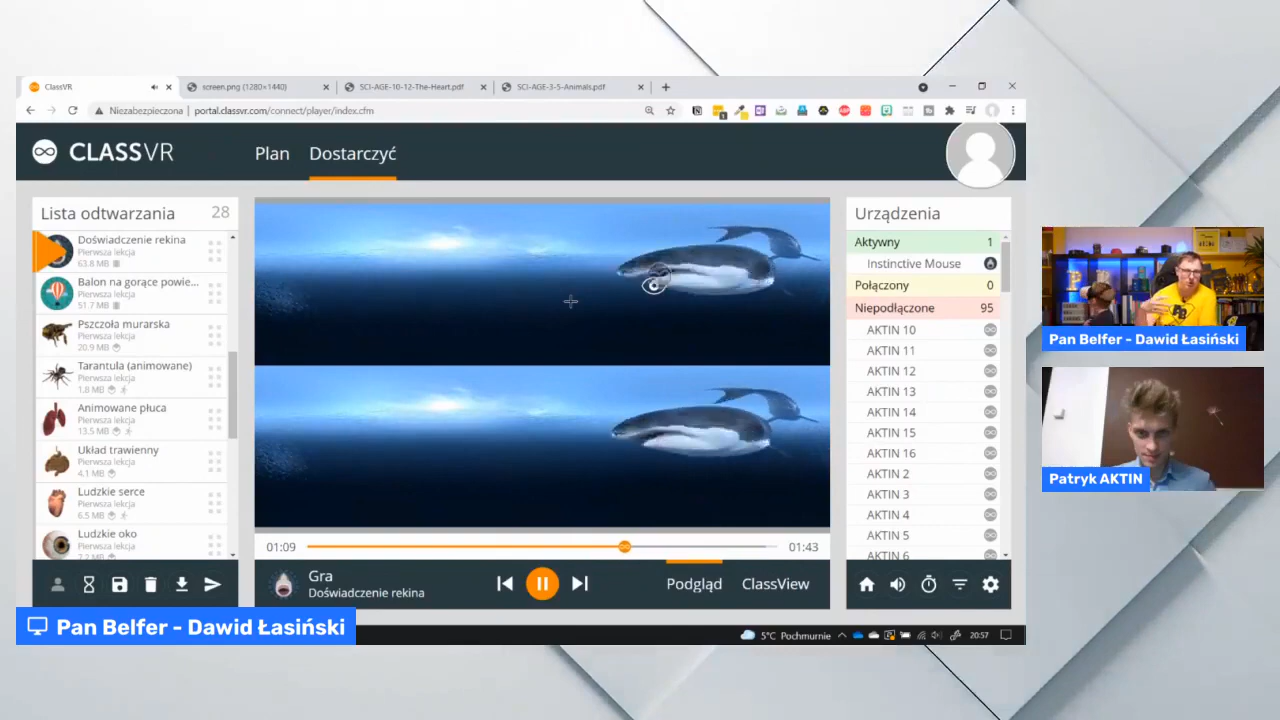 ClassVR
screen.png (1280×1440)
SCI-AGE-10-12-The-Heart.pdf
SCI-AGE-3-5-Animals.pdf
Niezabezpieczona
portal.classvr.com/connect/player/index.cfm
CLASSVR
Plan
Dostarczyć
Lista odtwarzania 28
Doświadczenie rekina
Pierwsza lekcja
63.8 MB
Balon na gorące powie...
Pierwsza lekcja
51.7 MB
Pszczoła murarska
Pierwsza lekcja
20.9 MB
Tarantula (animowane)
Pierwsza lekcja
1.8 MB
Animowane płuca
Pierwsza lekcja
13.5 MB
Układ trawienny
Pierwsza lekcja
4.1 MB
Ludzkie serce
Pierwsza lekcja
6.5 MB
Ludzkie oko
Pierwsza lekcja
7.2 MB
01:09
01:43
Gra
Doświadczenie rekina
Podgląd
ClassView
Urządzenia
Aktywny 1
Instinctive Mouse
Połączony 0
Niepodłączone 95
AKTIN 10
AKTIN 11
AKTIN 12
AKTIN 13
AKTIN 14
AKTIN 15
AKTIN 16
AKTIN 2
AKTIN 3
AKTIN 4
AKTIN 5
AKTIN 6
5°C Pochmurnie
20:57
Pan Belfer - Dawid Łasiński
Pan Belfer - Dawid Łasiński
Patryk AKTIN